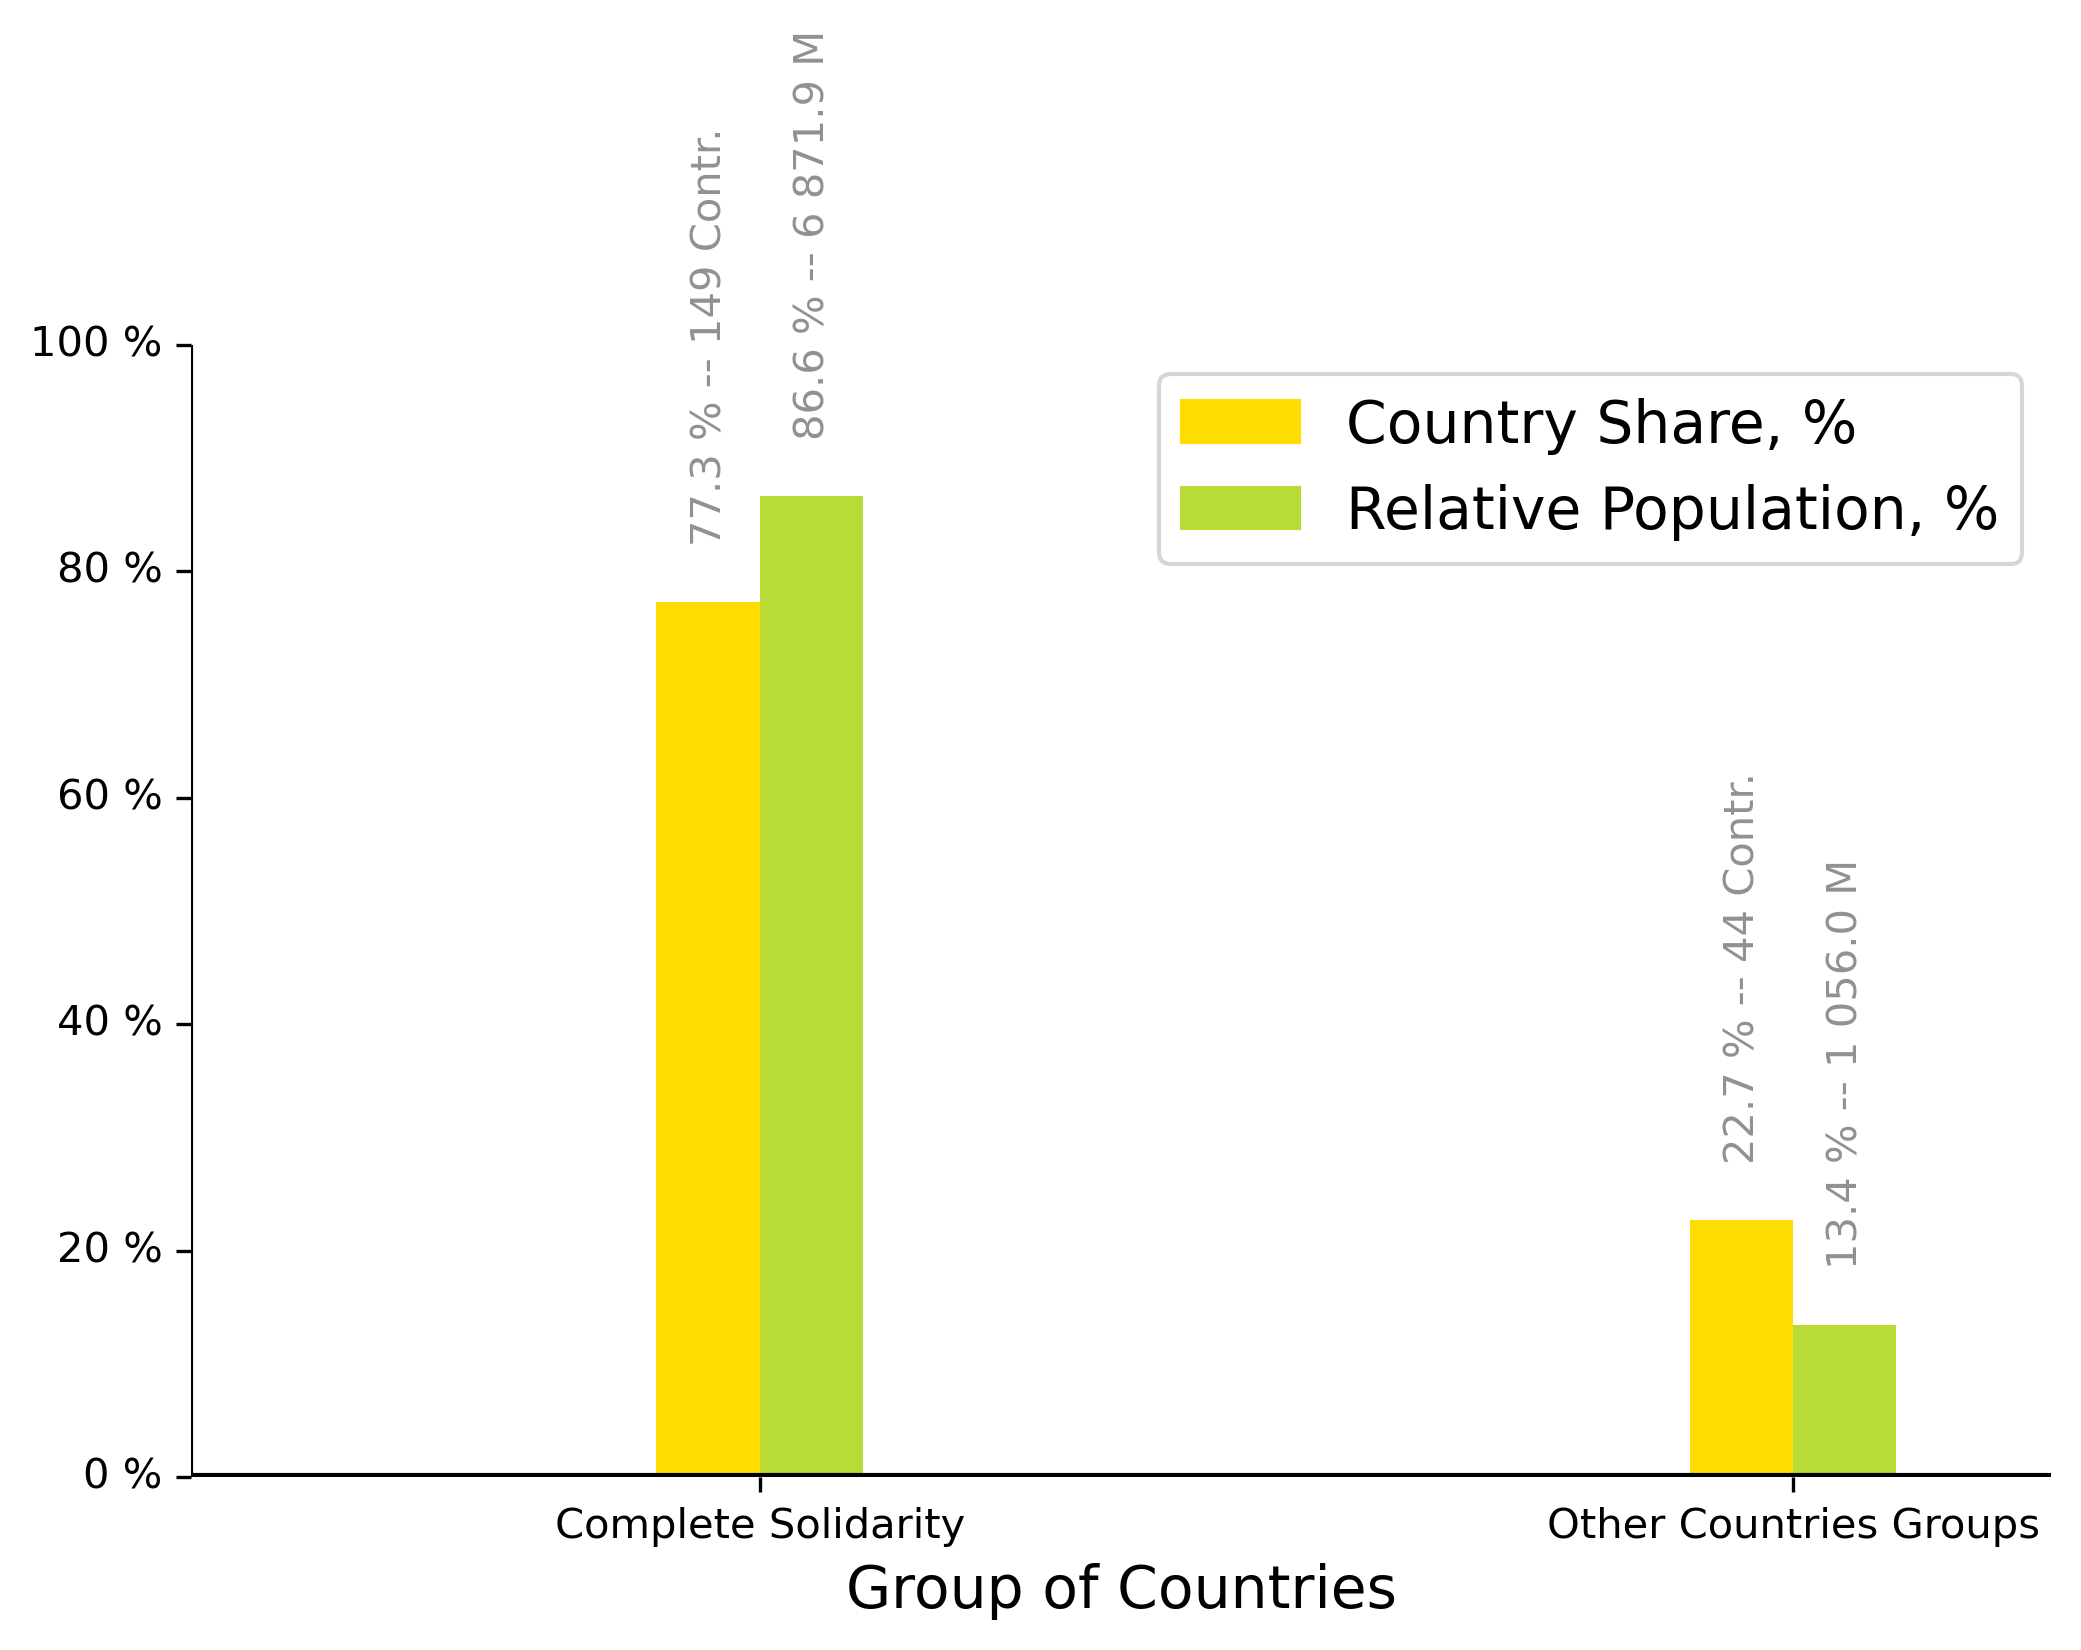 77.3 % -- 149 Contr.
86.6 % -- 6 871.9 M
100 %
80 %
60 %
40 %
20 %
0 %
Country Share, %
Relative Population, %
22.7 % -- 44 Contr.
13.4 % -- 1 056.0 M
Complete Solidarity
Other Countries Groups
Group of Countries